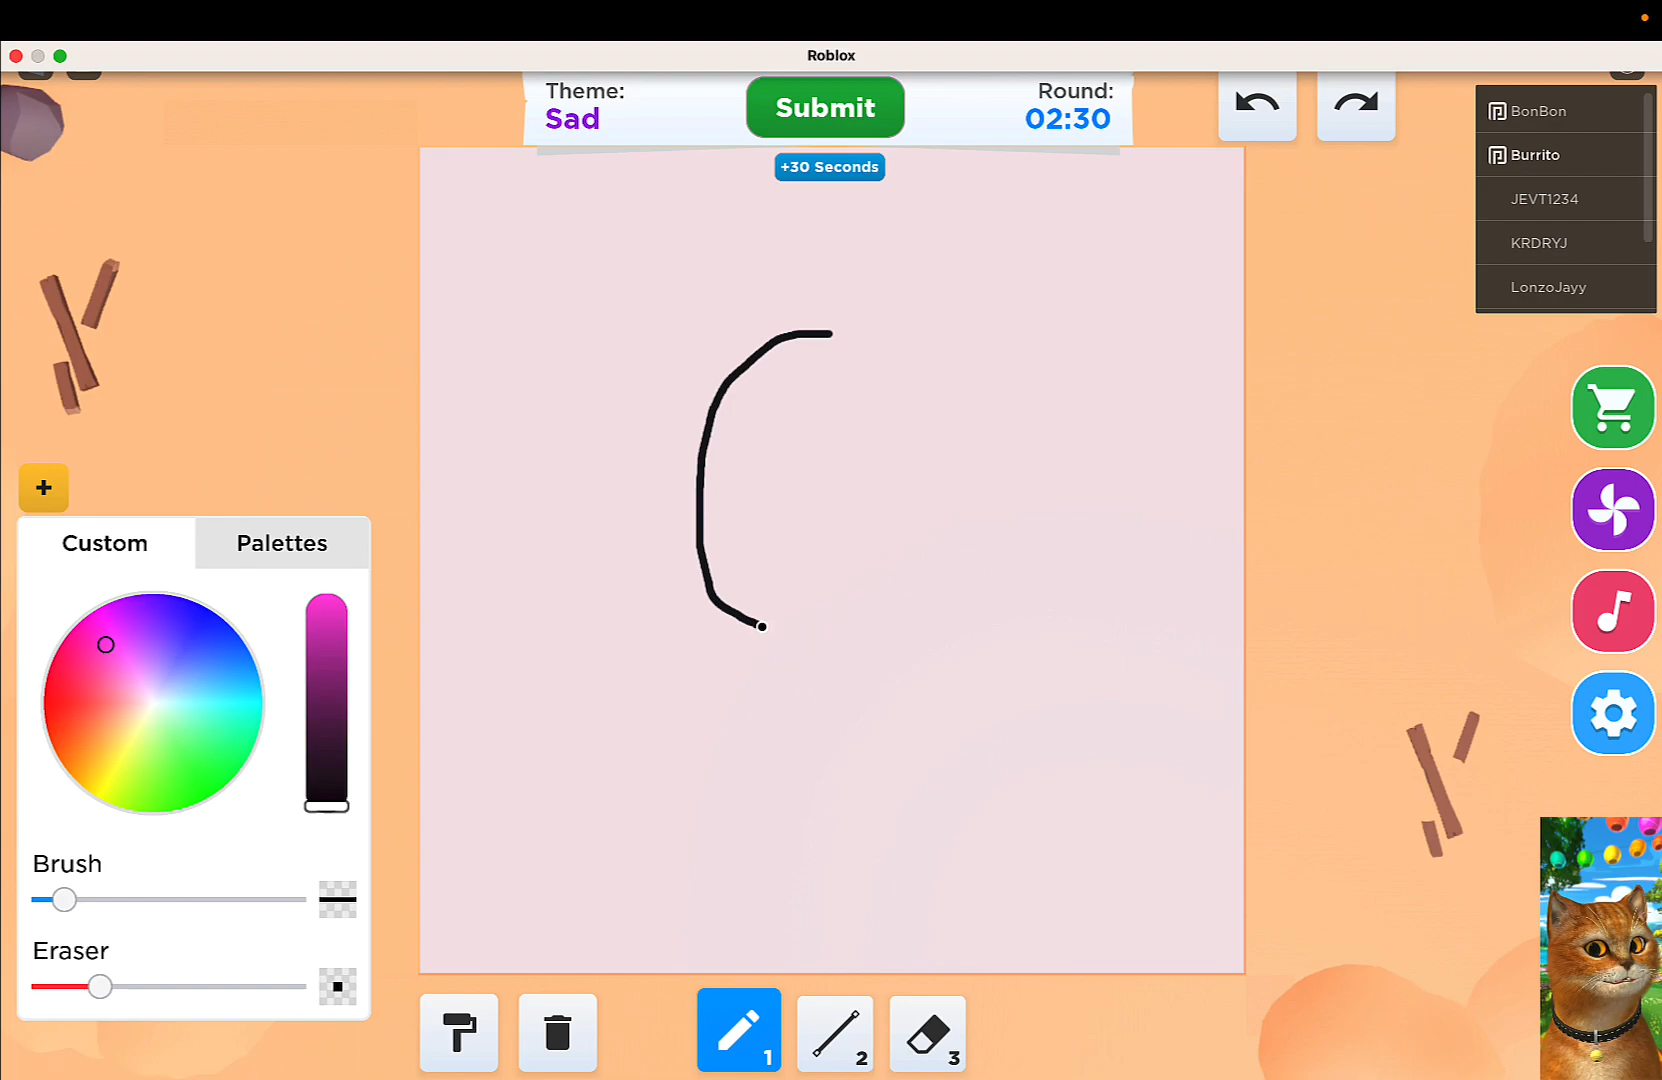 Roblox
Theme:
Sad
Submit
Round:
02:30
+30 Seconds
BonBon
Burrito
JEVT1234
KRDRYJ
LonzoJayy
+
Custom
Palettes
Brush
Eraser
1
2
3